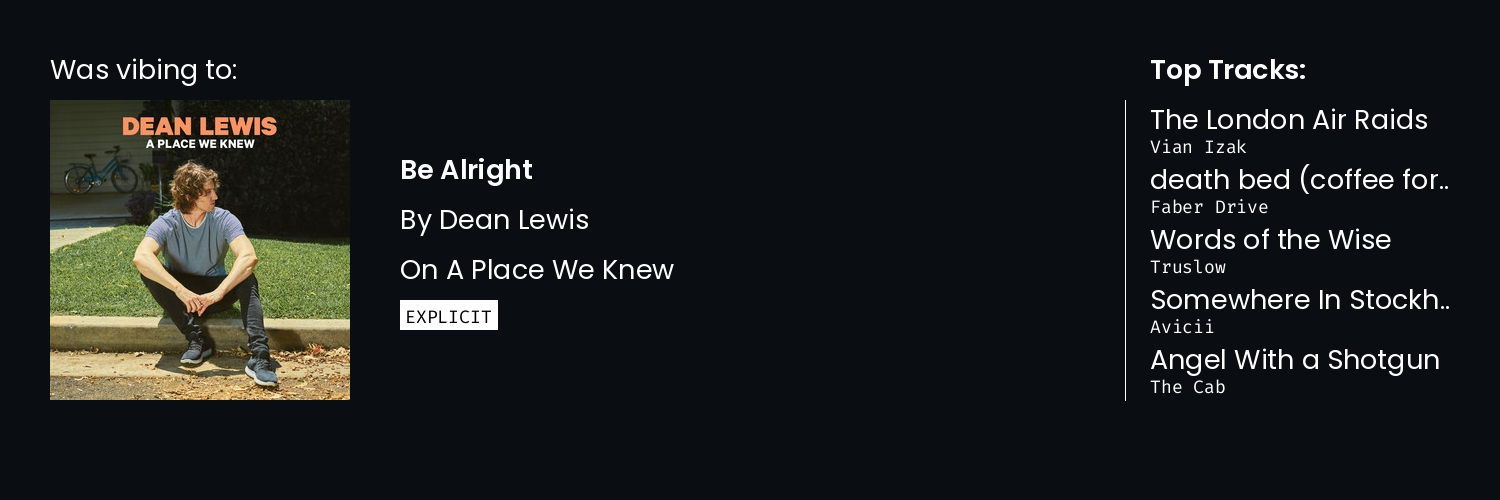 Was vibing to:
DEAN LEWIS
A PLACE WE KNEW
Be Alright
By Dean Lewis
On A Place We Knew
EXPLICIT
Top Tracks:
The London Air Raids
Vian Izak
death bed (coffee for..
Faber Drive
Words of the Wise
Truslow
Somewhere In Stockh..
Avicii
Angel With a Shotgun
The Cab